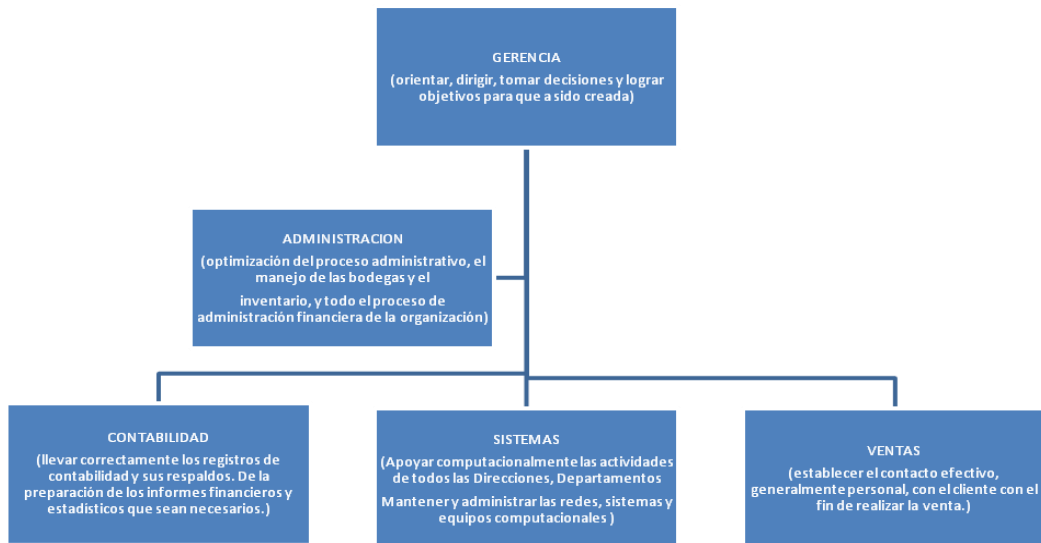 GERENCIA
(orientar, dirigir, tomar decisiones y lograr
objetivos para que a sido creada)
ADMINISTRACION
(optimización del proceso administrativo, el
manejo de las bodegas y el
inventario, y todo el proceso de
administración financiera de la organización)
CONTABILIDAD
(llevar correctamente los registros de
contabilidad y sus respaldos. De la
preparación de los informes financieros y
estadísticos que sean necesarios.)
SISTEMAS
(Apoyar computacionalmente las actividades
de todos las Direcciones, Departamentos
Mantener y administrar las redes, sistemas y
equipos computacionales )
VENTAS
(establecer el contacto efectivo,
generalmente personal, con el cliente con el
fin de realizar la venta.)